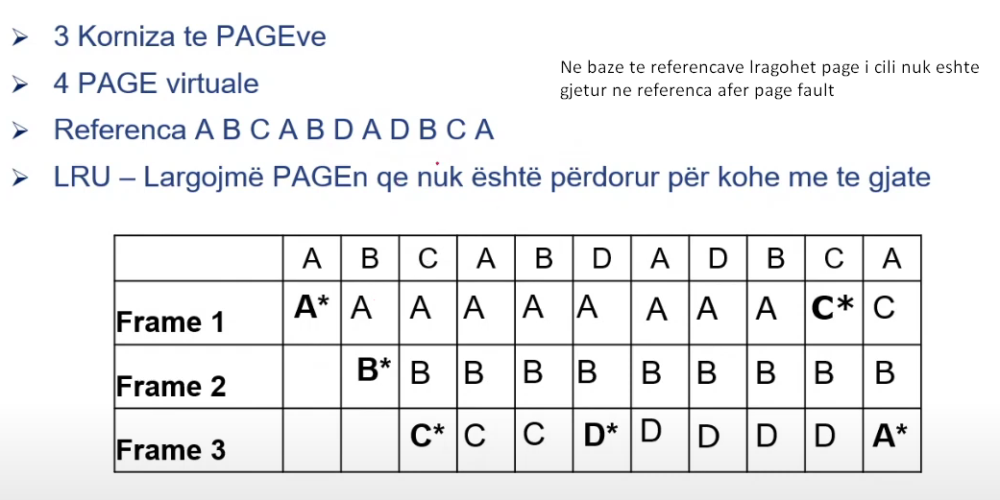 3 Korniza te PAGEve
4 PAGE virtuale
Referenca A B C A B D A D B C A
LRU – Largojmë PAGEn qe nuk është përdorur për kohe me te gjate
Ne baze te referencave lragohet page i cili nuk eshte
gjetur ne referenca afer page fault
A B C A B D A D B C A
Frame 1 A* A A A A A A A A C* C
Frame 2 B* B B B B B B B B B
Frame 3 C* C C D* D D D D A*